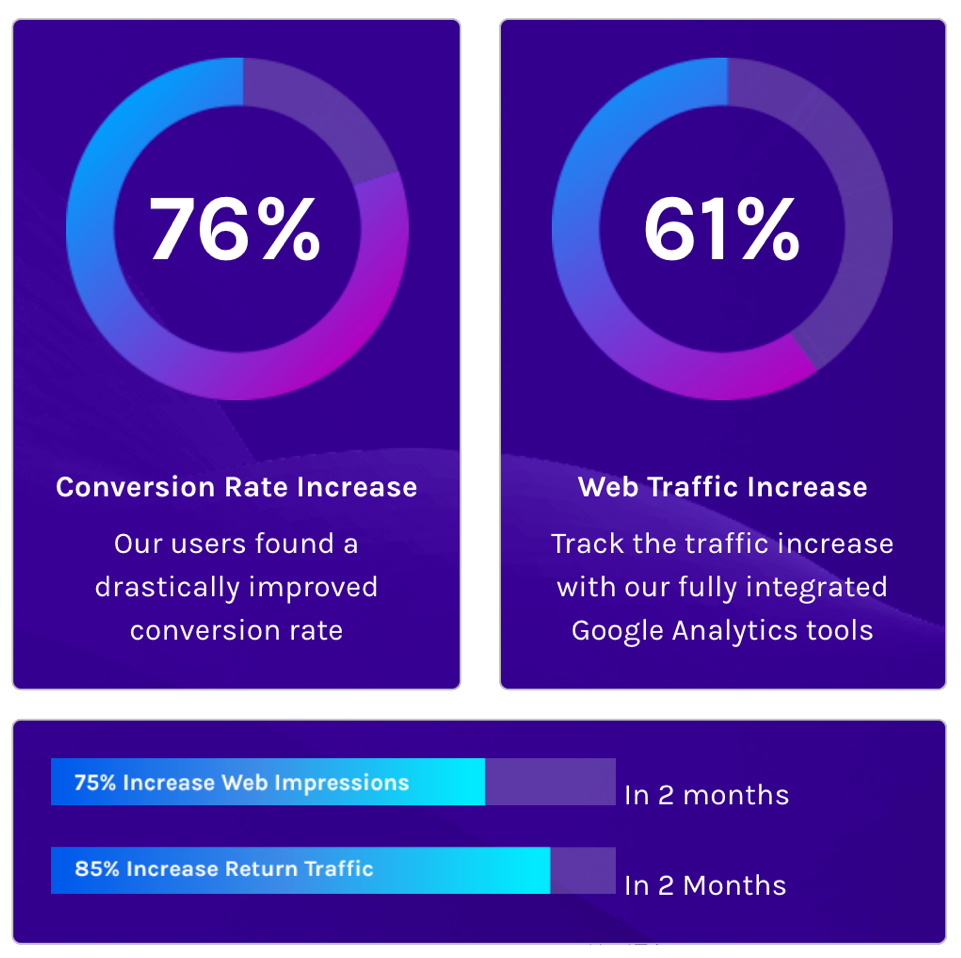 76%
Conversion Rate Increase
Our users found a
drastically improved
conversion rate
61%
Web Traffic Increase
Track the traffic increase
with our fully integrated
Google Analytics tools
75% Increase Web Impressions
In 2 months
85% Increase Return Traffic
In 2 Months